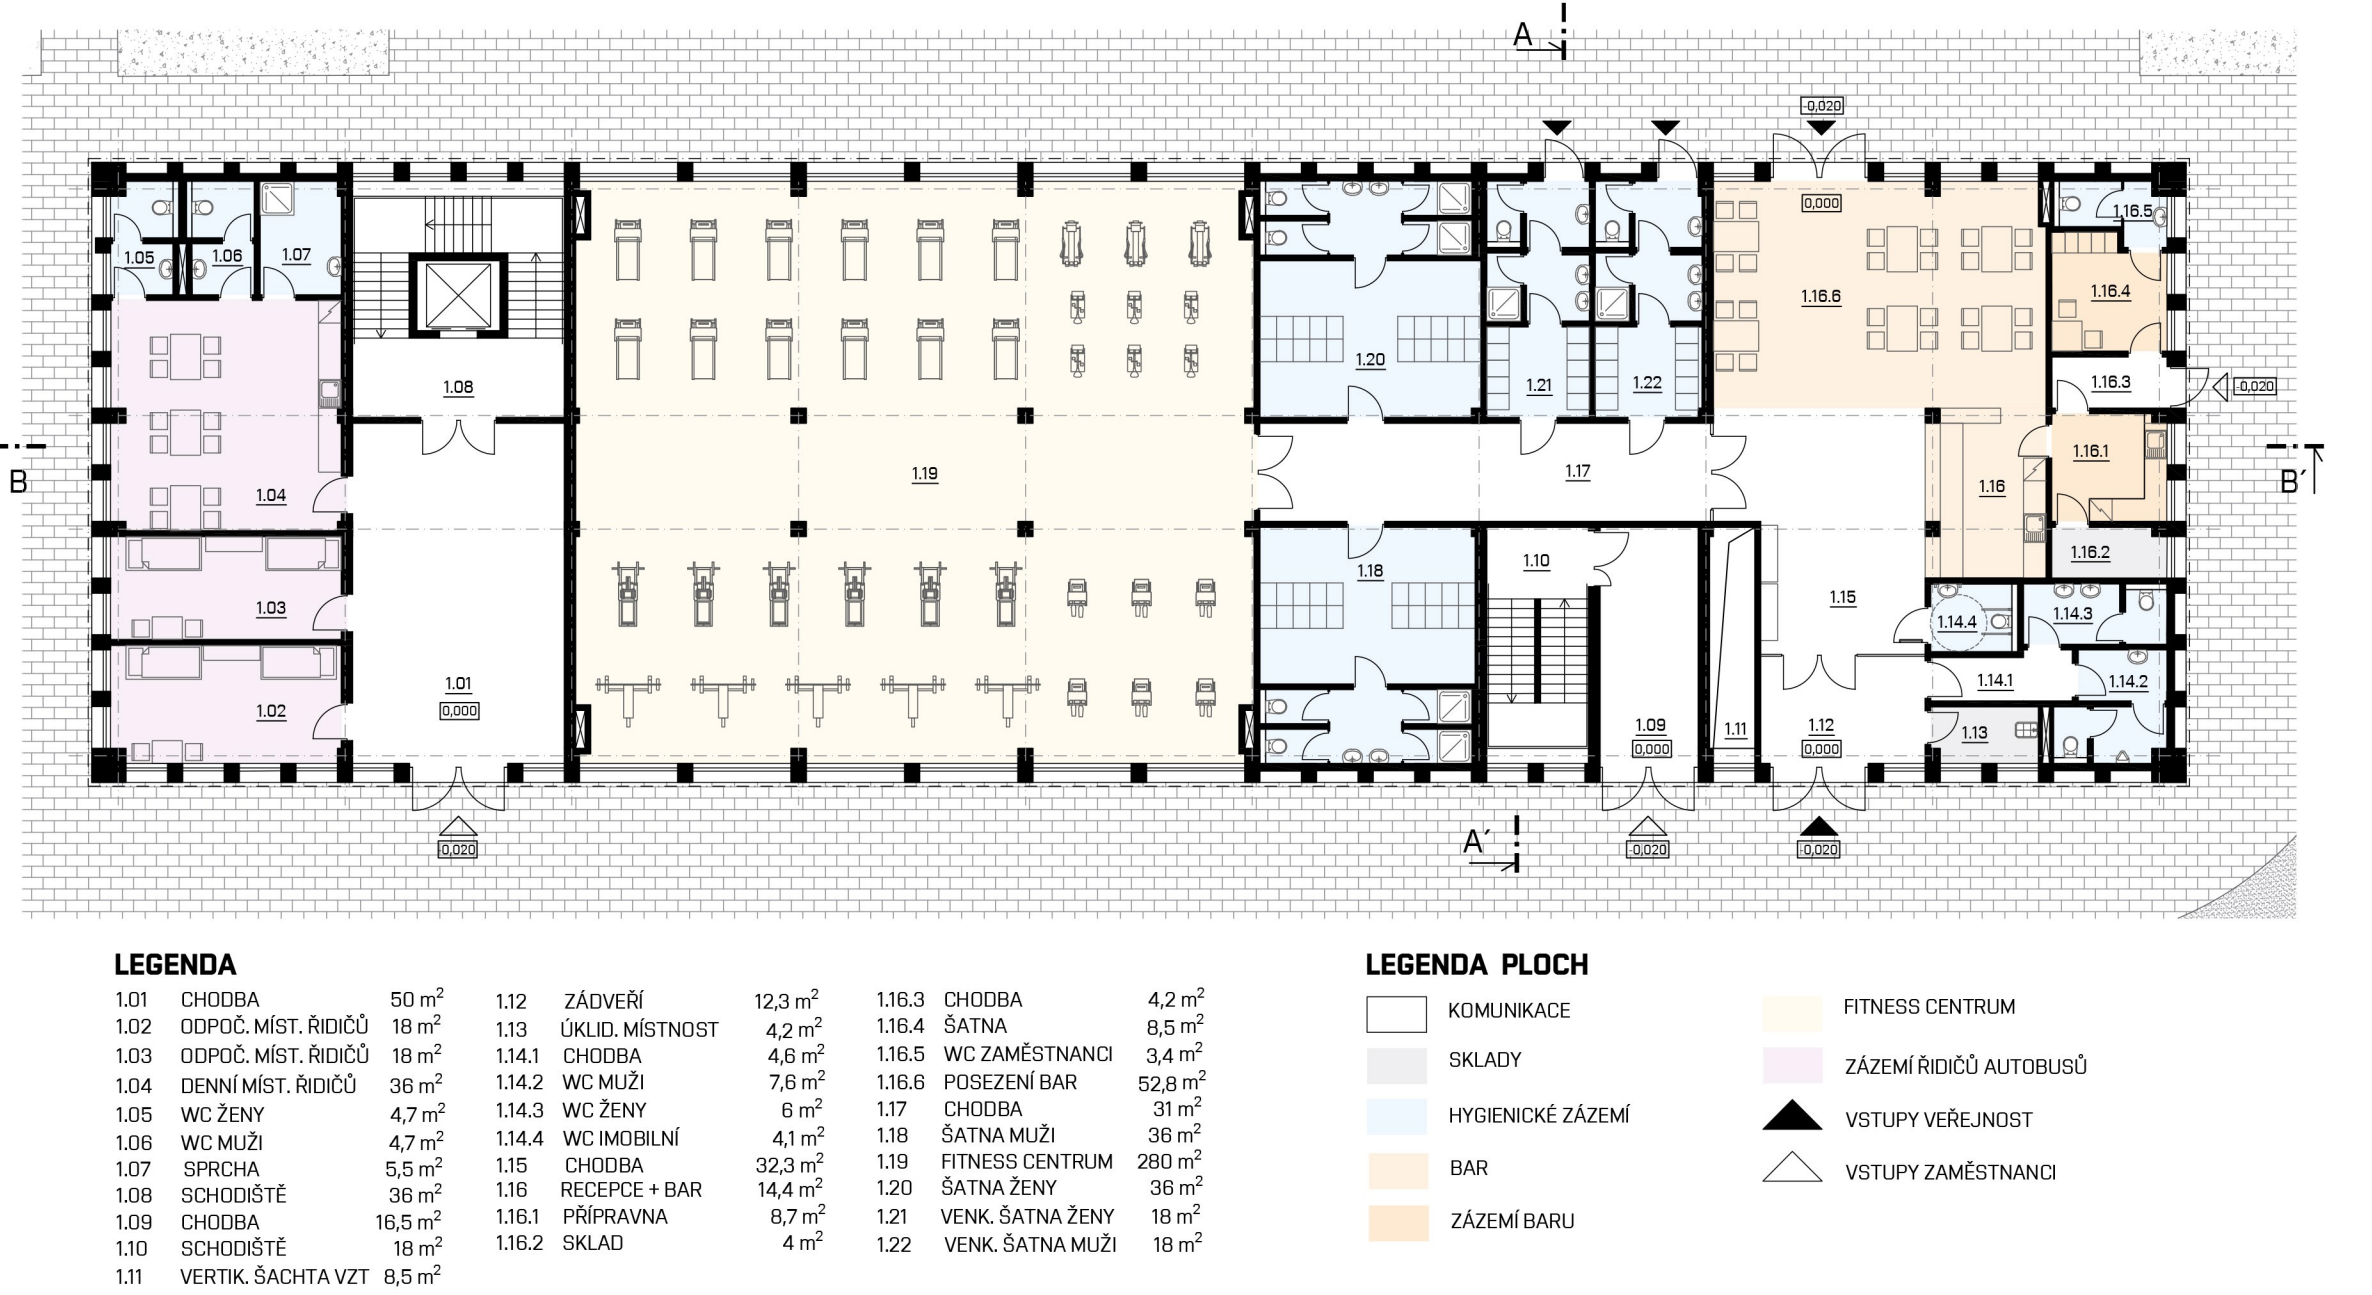 A
-0,020
0,000
1.05
1.06
1.07
1.16.5
1.16.4
1.16.6
1.08
1.20
1.21
1.22
1.16.3
-0,020
B
1.04
1.19
1.17
1.16
1.16.1
B´
1.16.2
1.03
1.18
1.10
1.15
1.14.4
1.14.3
1.01
0,000
1.02
1.14.1
1.14.2
1.09
0,000
1.11
1.12
0,000
1.13
-0,020
A´
-0,020
-0,020
LEGENDA
1.01 CHODBA 50 m²
1.02 ODPOČ. MÍST. ŘIDIČŮ 18 m²
1.03 ODPOČ. MÍST. ŘIDIČŮ 18 m²
1.04 DENNÍ MÍST. ŘIDIČŮ 36 m²
1.05 WC ŽENY 4,7 m²
1.06 WC MUŽI 4,7 m²
1.07 SPRCHA 5,5 m²
1.08 SCHODIŠTĚ 36 m²
1.09 CHODBA 16,5 m²
1.10 SCHODIŠTĚ 18 m²
1.11 VERTIK. ŠACHTA VZT 8,5 m²
1.12 ZÁDVEŘÍ 12,3 m²
1.13 ÚKLID. MÍSTNOST 4,2 m²
1.14.1 CHODBA 4,6 m²
1.14.2 WC MUŽI 7,6 m²
1.14.3 WC ŽENY 6 m²
1.14.4 WC IMOBILNÍ 4,1 m²
1.15 CHODBA 32,3 m²
1.16 RECEPCE + BAR 14,4 m²
1.16.1 PŘÍPRAVNA 8,7 m²
1.16.2 SKLAD 4 m²
1.16.3 CHODBA 4,2 m²
1.16.4 ŠATNA 8,5 m²
1.16.5 WC ZAMĚSTNANCI 3,4 m²
1.16.6 POSEZENÍ BAR 52,8 m²
1.17 CHODBA 31 m²
1.18 ŠATNA MUŽI 36 m²
1.19 FITNESS CENTRUM 280 m²
1.20 ŠATNA ŽENY 36 m²
1.21 VENK. ŠATNA ŽENY 18 m²
1.22 VENK. ŠATNA MUŽI 18 m²
LEGENDA PLOCH
KOMUNIKACE
SKLADY
HYGIENICKÉ ZÁZEMÍ
BAR
ZÁZEMÍ BARU
FITNESS CENTRUM
ZÁZEMÍ ŘIDIČŮ AUTOBUSŮ
VSTUPY VEŘEJNOST
VSTUPY ZAMĚSTNANCI